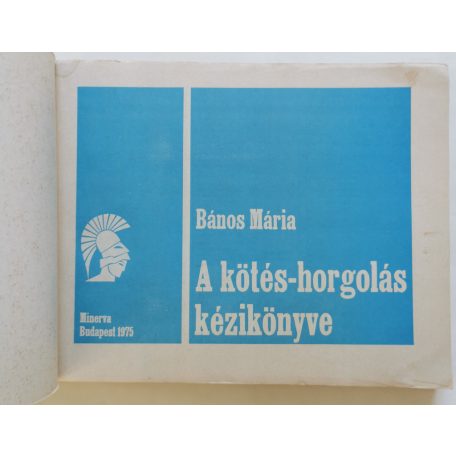 Bános Mária
A kötés-horgolás
kézikönyve
Minerva
Budapest 1975